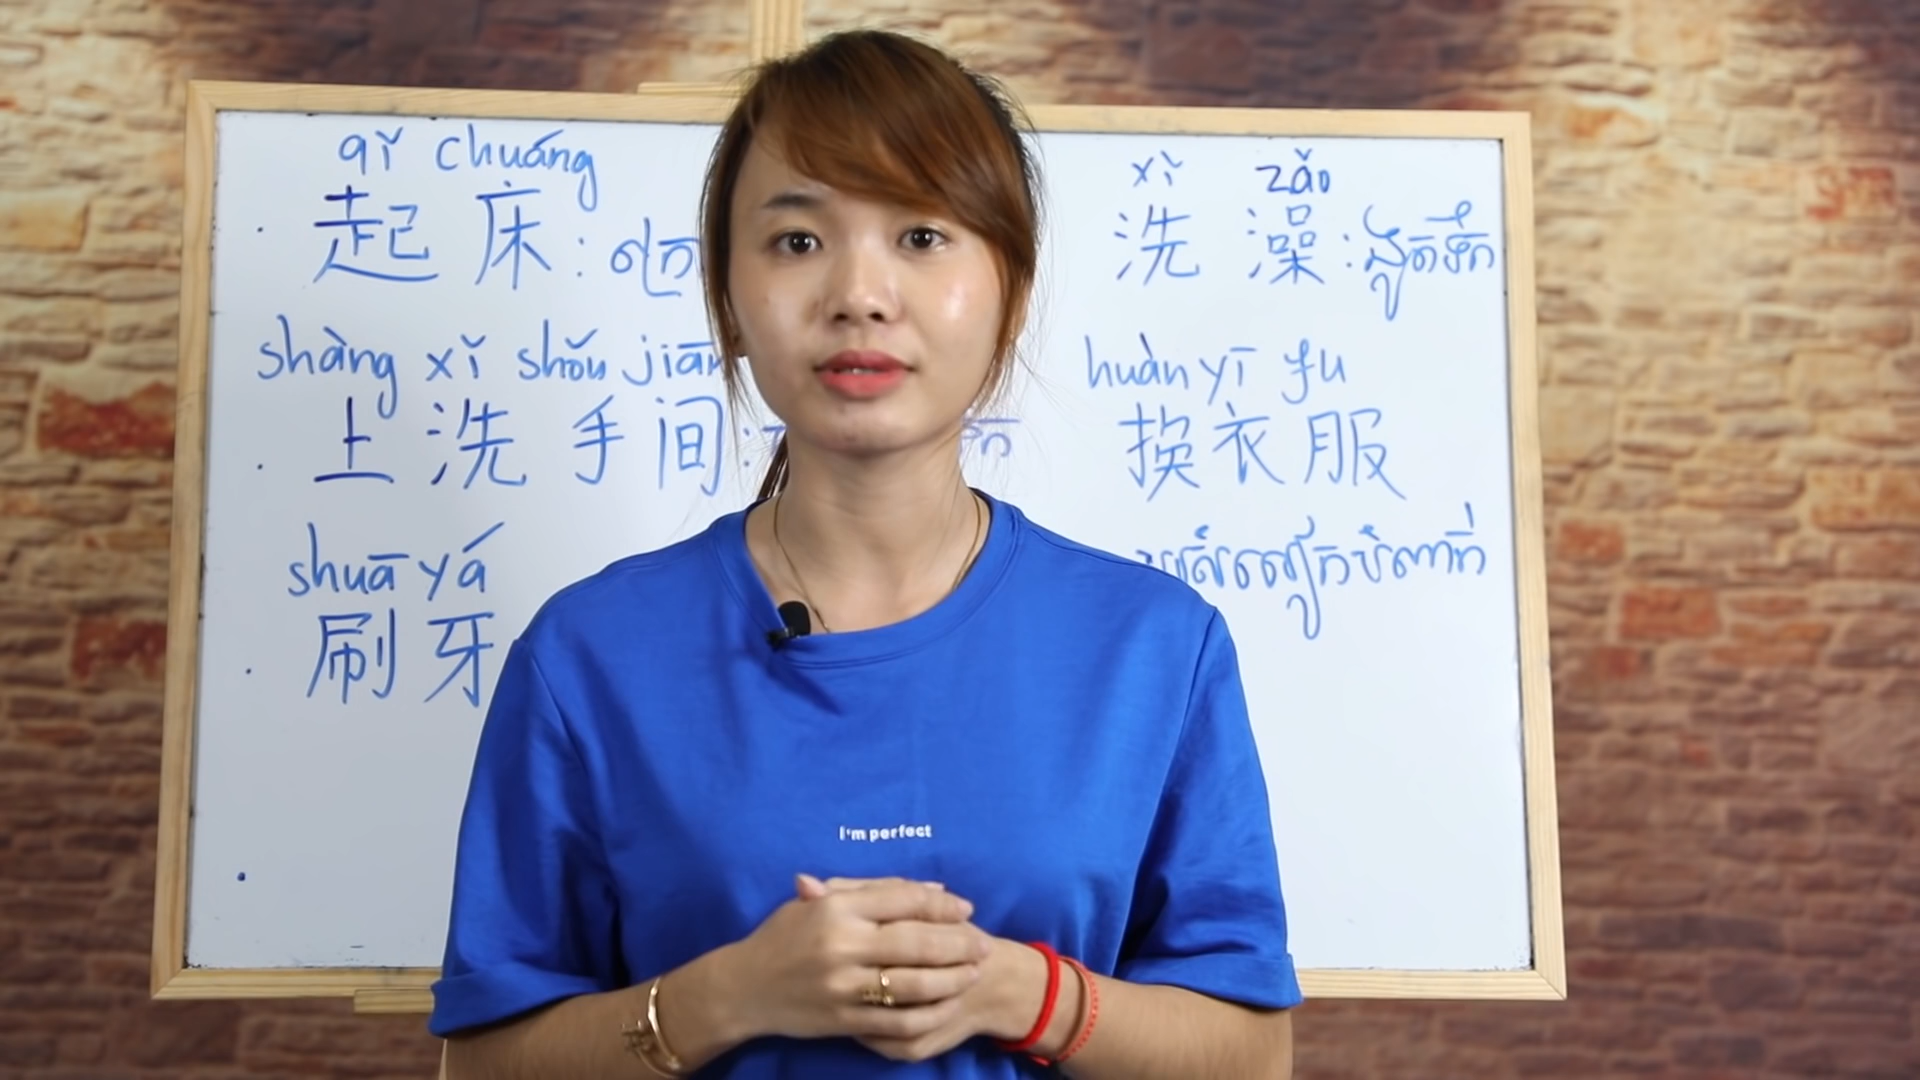 qǐ chuáng
起床:
shàng xǐ shǒu jiān
上洗手间:
shuā yá
刷牙
xǐ zǎo
洗澡:ងូតទឹក
huàn yī fu
换衣服
I'm perfect